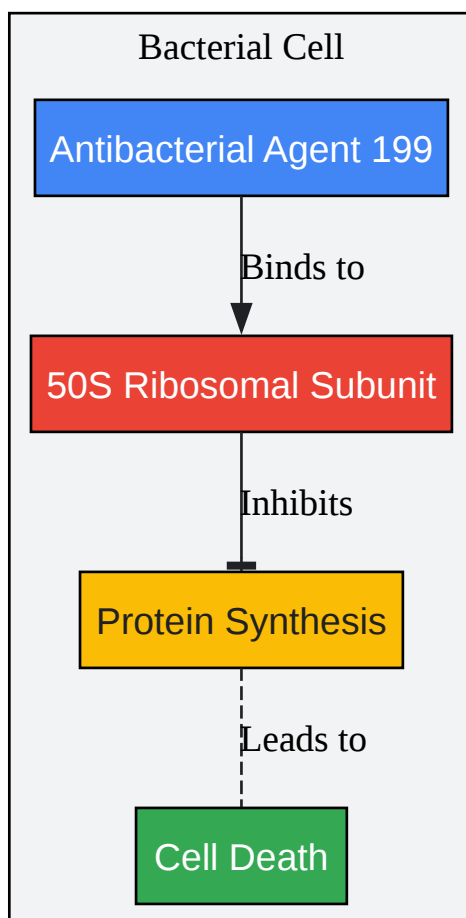 Bacterial Cell
Antibacterial Agent 199
Binds to
50S Ribosomal Subunit
Inhibits
Protein Synthesis
Leads to
Cell Death